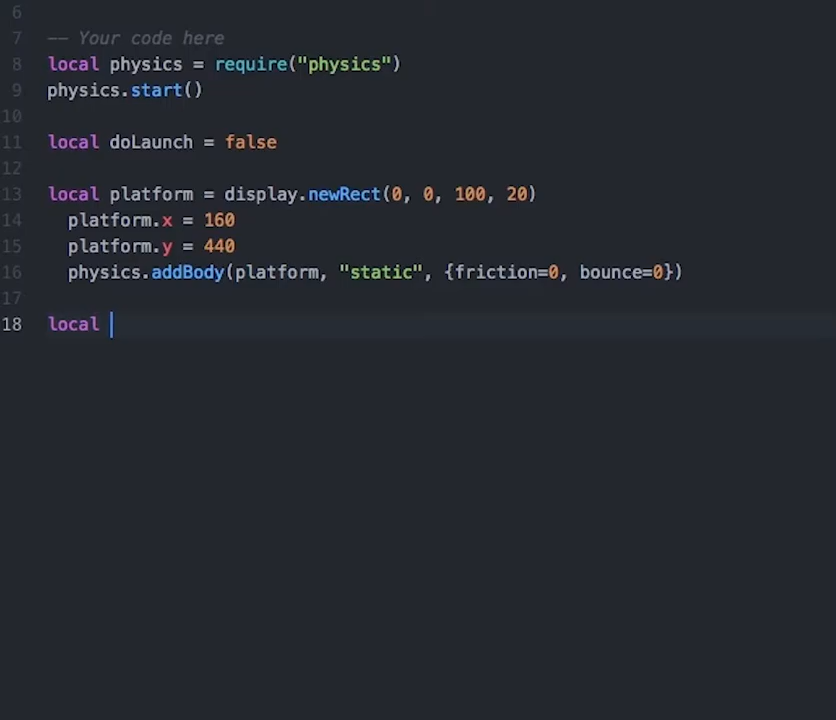 6
7 -- Your code here
8 local physics = require("physics")
9 physics.start()
10
11 local doLaunch = false
12
13 local platform = display.newRect(0, 0, 100, 20)
14 platform.x = 160
15 platform.y = 440
16 physics.addBody(platform, "static", {friction=0, bounce=0})
17
18 local